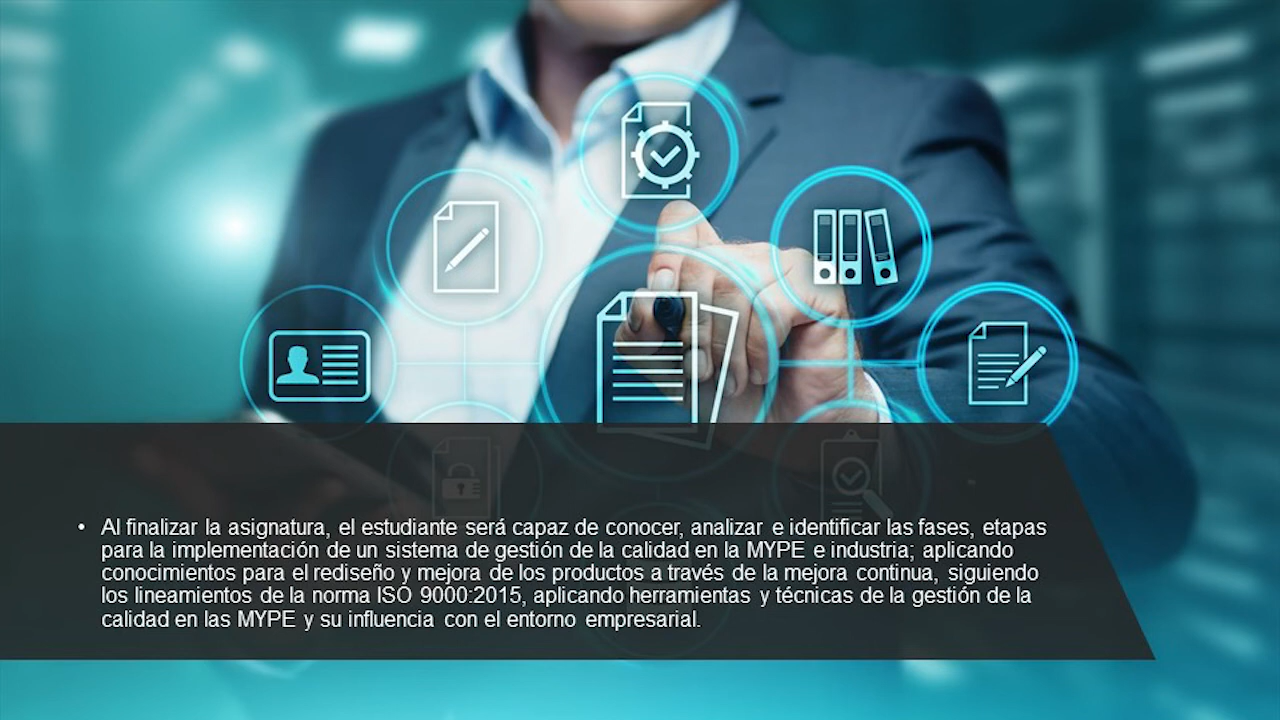 • Al finalizar la asignatura, el estudiante será capaz de conocer, analizar e identificar las fases, etapas
para la implementación de un sistema de gestión de la calidad en la MYPE e industria; aplicando
conocimientos para el rediseño y mejora de los productos a través de la mejora continua, siguiendo
los lineamientos de la norma ISO 9000:2015, aplicando herramientas y técnicas de la gestión de la
calidad en las MYPE y su influencia con el entorno empresarial.